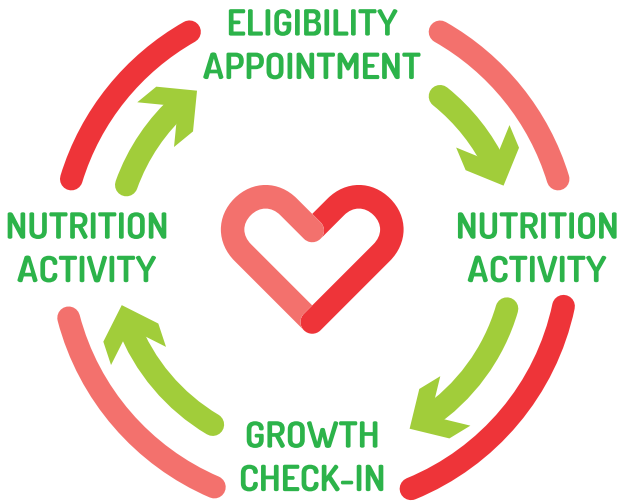 ELIGIBILITY
APPOINTMENT
NUTRITION
ACTIVITY
NUTRITION
ACTIVITY
GROWTH
CHECK-IN